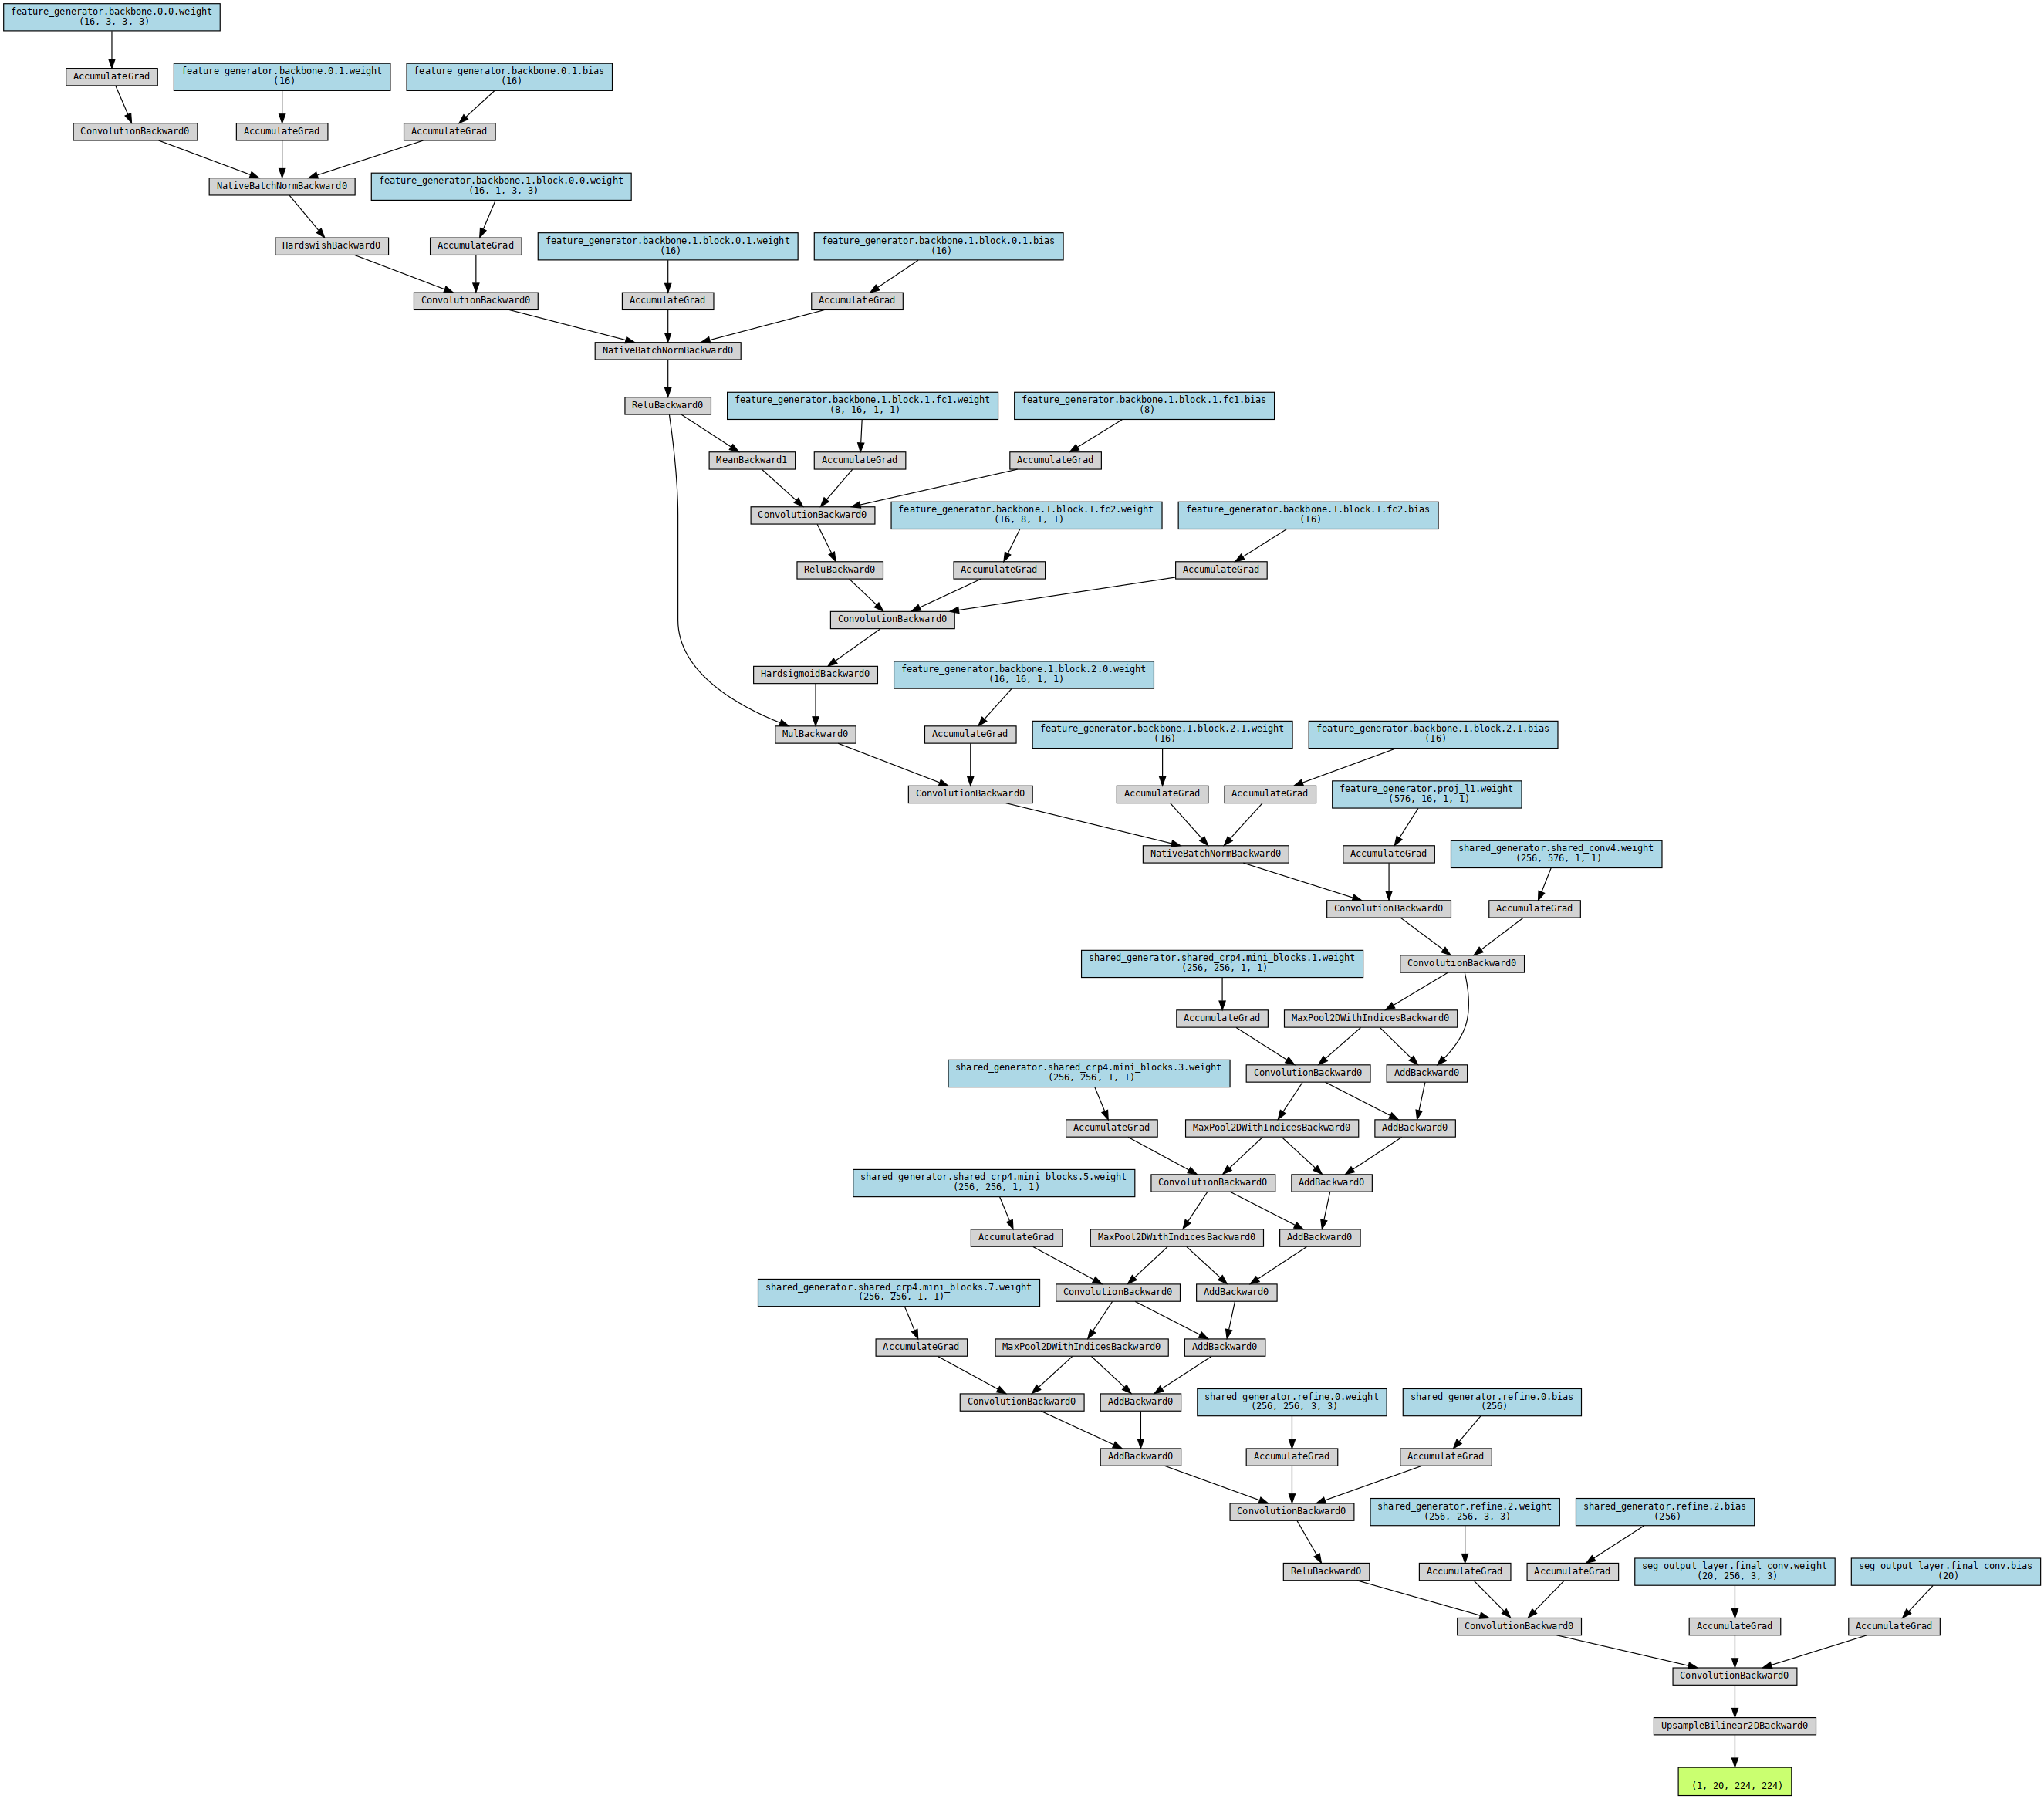 feature_generator.backbone.0.0.weight
(16, 3, 3, 3)
AccumulateGrad
feature_generator.backbone.0.1.weight
(16)
feature_generator.backbone.0.1.bias
(16)
ConvolutionBackward0
AccumulateGrad
AccumulateGrad
NativeBatchNormBackward0
feature_generator.backbone.1.block.0.0.weight
(16, 1, 3, 3)
HardswishBackward0
AccumulateGrad
feature_generator.backbone.1.block.0.1.weight
(16)
feature_generator.backbone.1.block.0.1.bias
(16)
ConvolutionBackward0
AccumulateGrad
AccumulateGrad
NativeBatchNormBackward0
ReluBackward0
feature_generator.backbone.1.block.1.fc1.weight
(8, 16, 1, 1)
feature_generator.backbone.1.block.1.fc1.bias
(8)
MeanBackward1
AccumulateGrad
AccumulateGrad
ConvolutionBackward0
feature_generator.backbone.1.block.1.fc2.weight
(16, 8, 1, 1)
feature_generator.backbone.1.block.1.fc2.bias
(16)
ReluBackward0
AccumulateGrad
AccumulateGrad
ConvolutionBackward0
HardsigmoidBackward0
feature_generator.backbone.1.block.2.0.weight
(16, 16, 1, 1)
MulBackward0
AccumulateGrad
feature_generator.backbone.1.block.2.1.weight
(16)
feature_generator.backbone.1.block.2.1.bias
(16)
ConvolutionBackward0
AccumulateGrad
AccumulateGrad
feature_generator.proj_l1.weight
(576, 16, 1, 1)
NativeBatchNormBackward0
AccumulateGrad
shared_generator.shared_conv4.weight
(256, 576, 1, 1)
ConvolutionBackward0
AccumulateGrad
shared_generator.shared_crp4.mini_blocks.1.weight
(256, 256, 1, 1)
ConvolutionBackward0
AccumulateGrad
MaxPool2DWithIndicesBackward0
shared_generator.shared_crp4.mini_blocks.3.weight
(256, 256, 1, 1)
ConvolutionBackward0
AddBackward0
AccumulateGrad
MaxPool2DWithIndicesBackward0
AddBackward0
shared_generator.shared_crp4.mini_blocks.5.weight
(256, 256, 1, 1)
ConvolutionBackward0
AddBackward0
AccumulateGrad
MaxPool2DWithIndicesBackward0
AddBackward0
shared_generator.shared_crp4.mini_blocks.7.weight
(256, 256, 1, 1)
ConvolutionBackward0
AddBackward0
AccumulateGrad
MaxPool2DWithIndicesBackward0
AddBackward0
ConvolutionBackward0
AddBackward0
shared_generator.refine.0.weight
(256, 256, 3, 3)
shared_generator.refine.0.bias
(256)
AddBackward0
AccumulateGrad
AccumulateGrad
ConvolutionBackward0
shared_generator.refine.2.weight
(256, 256, 3, 3)
shared_generator.refine.2.bias
(256)
ReluBackward0
AccumulateGrad
AccumulateGrad
seg_output_layer.final_conv.weight
(20, 256, 3, 3)
seg_output_layer.final_conv.bias
(20)
ConvolutionBackward0
AccumulateGrad
AccumulateGrad
ConvolutionBackward0
UpsampleBilinear2DBackward0
(1, 20, 224, 224)